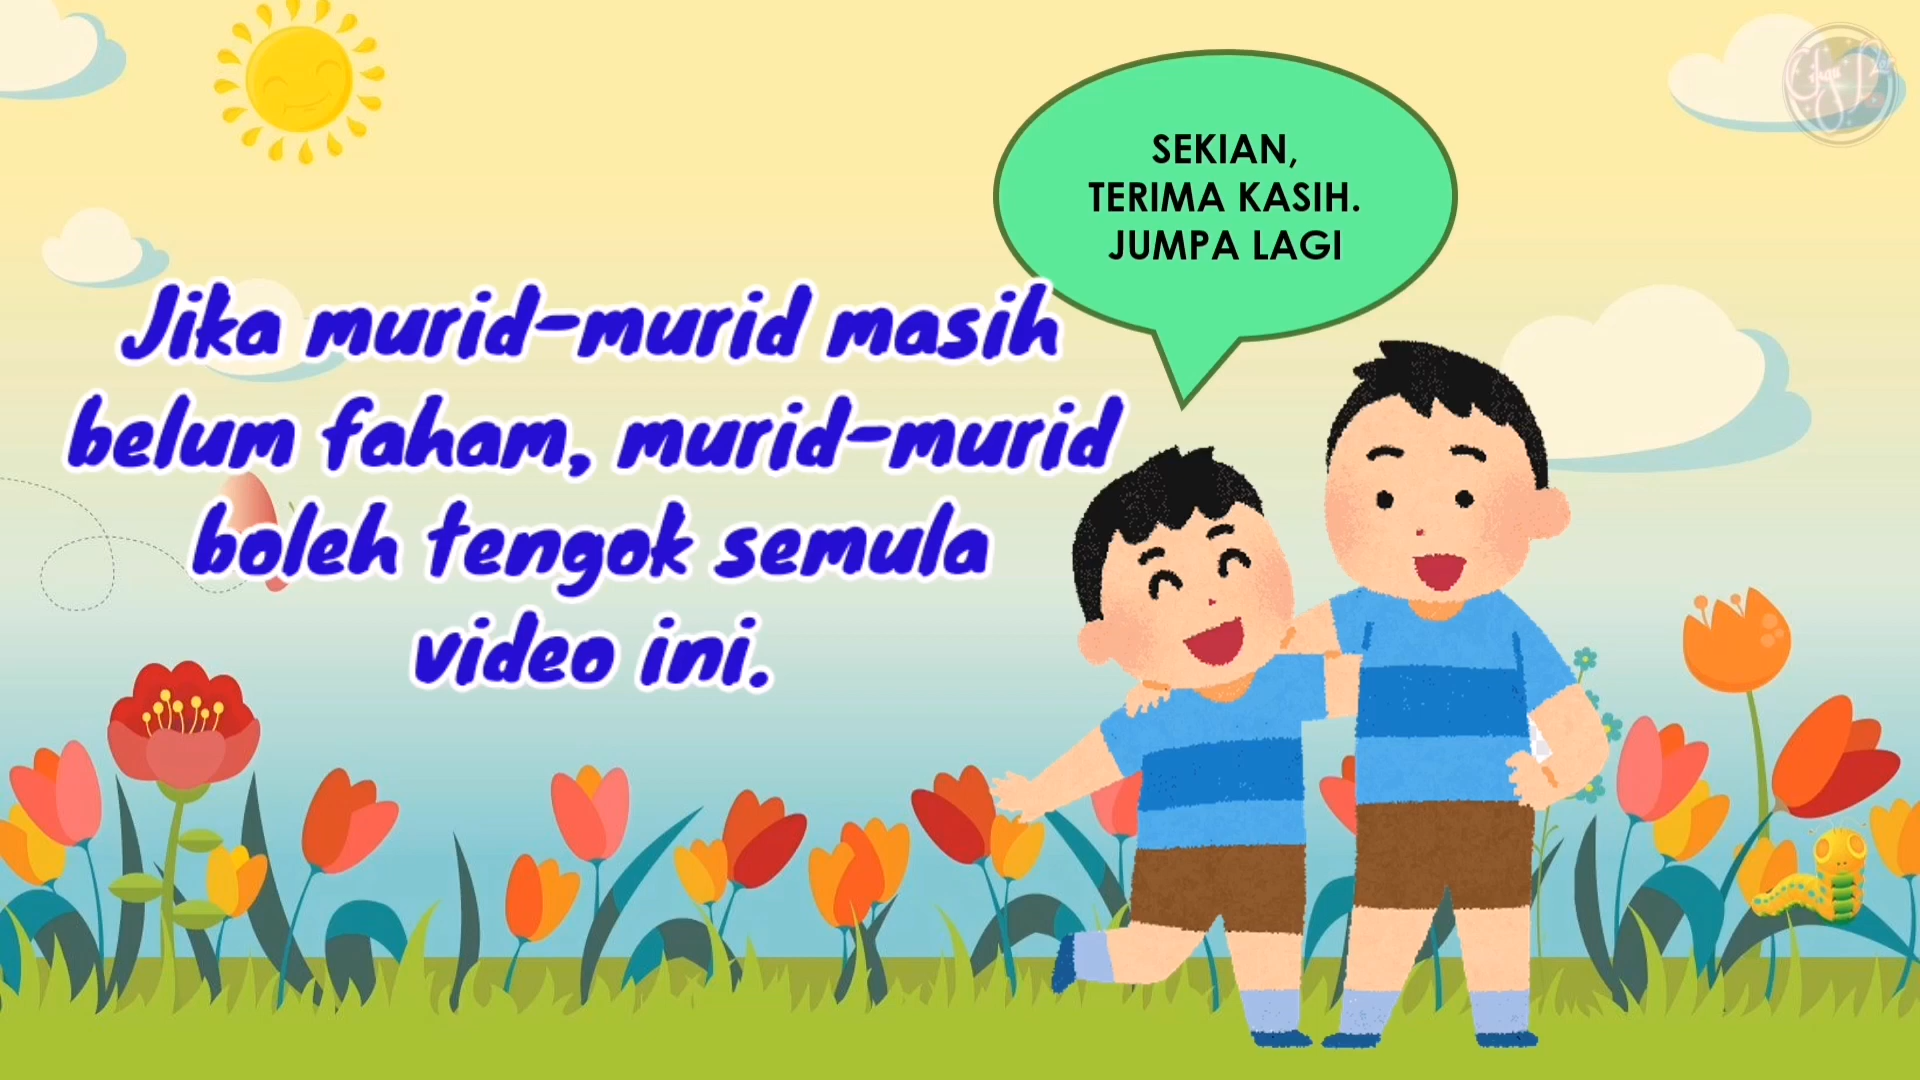 SEKIAN,
TERIMA KASIH.
JUMPA LAGI
Jika murid-murid masih
belum faham, murid-murid
boleh tengok semula
video ini.